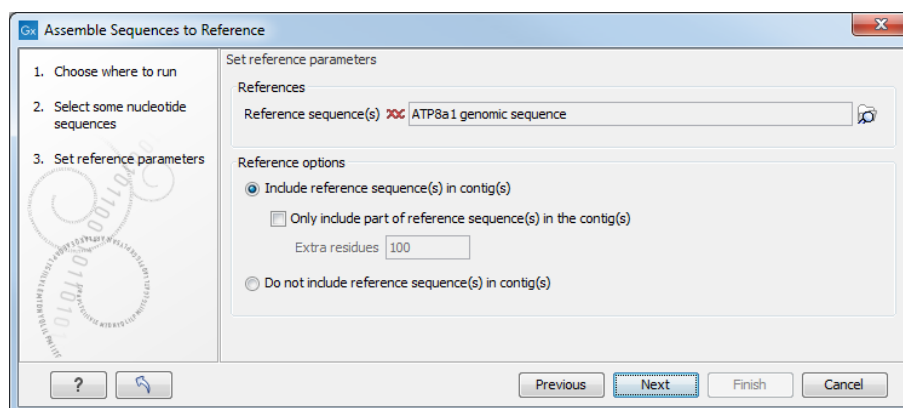 Gx Assemble Sequences to Reference
1. Choose where to run
2. Select some nucleotide
sequences
3. Set reference parameters
Set reference parameters
References
Reference sequence(s) ATP8a1 genomic sequence
Reference options
Include reference sequence(s) in contig(s)
Only include part of reference sequence(s) in the contig(s)
Extra residues 100
Do not include reference sequence(s) in contig(s)
? Previous Next Finish Cancel